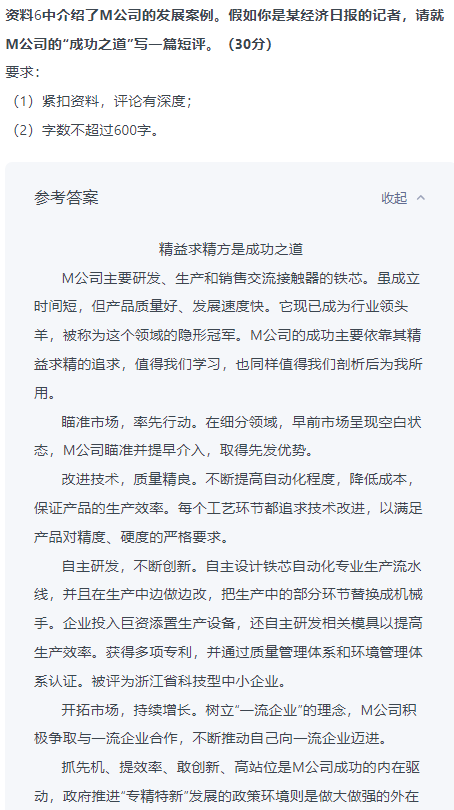 资料6中介绍了M公司的发展案例。假如你是某经济日报的记者，请就
M公司的“成功之道”写一篇短评。（30分）
要求：
（1）紧扣资料，评论有深度；
（2）字数不超过600字。
参考答案
收起
精益求精方是成功之道
M公司主要研发、生产和销售交流接触器的铁芯。虽成立
时间短，但产品质量好、发展速度快。它现已成为行业领头
羊，被称为这个领域的隐形冠军。M公司的成功主要依靠其精
益求精的追求，值得我们学习，也同样值得我们剖析后为我所
用。
瞄准市场，率先行动。在细分领域，早前市场呈现空白状
态，M公司瞄准并提早介入，取得先发优势。
改进技术，质量精良。不断提高自动化程度，降低成本，
保证产品的生产效率。每个工艺环节都追求技术改进，以满足
产品对精度、硬度的严格要求。
自主研发，不断创新。自主设计铁芯自动化专业生产流水
线，并且在生产中边做边改，把生产中的部分环节替换成机械
手。企业投入巨资添置生产设备，还自主研发相关模具以提高
生产效率。获得多项专利，并通过质量管理体系和环境管理体
系认证。被评为浙江省科技型中小企业。
开拓市场，持续增长。树立“一流企业”的理念，M公司积
极争取与一流企业合作，不断推动自己向一流企业迈进。
抓先机、提效率、敢创新、高站位是M公司成功的内在驱
动，政府推进“专精特新”发展的政策环境则是做大做强的外在